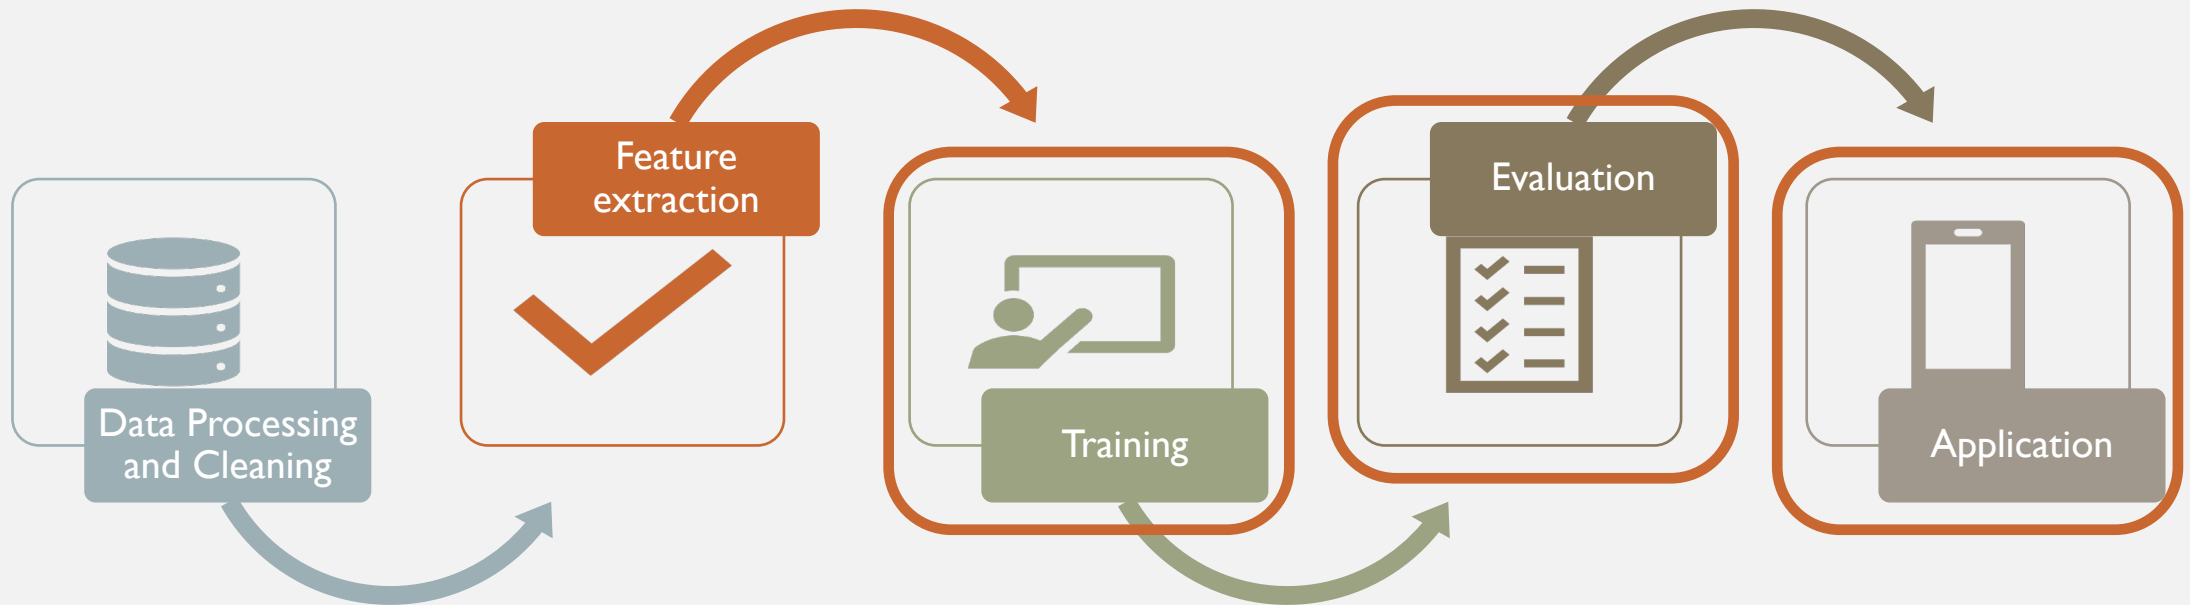 Data Processing
and Cleaning
Feature
extraction
Training
Evaluation
Application